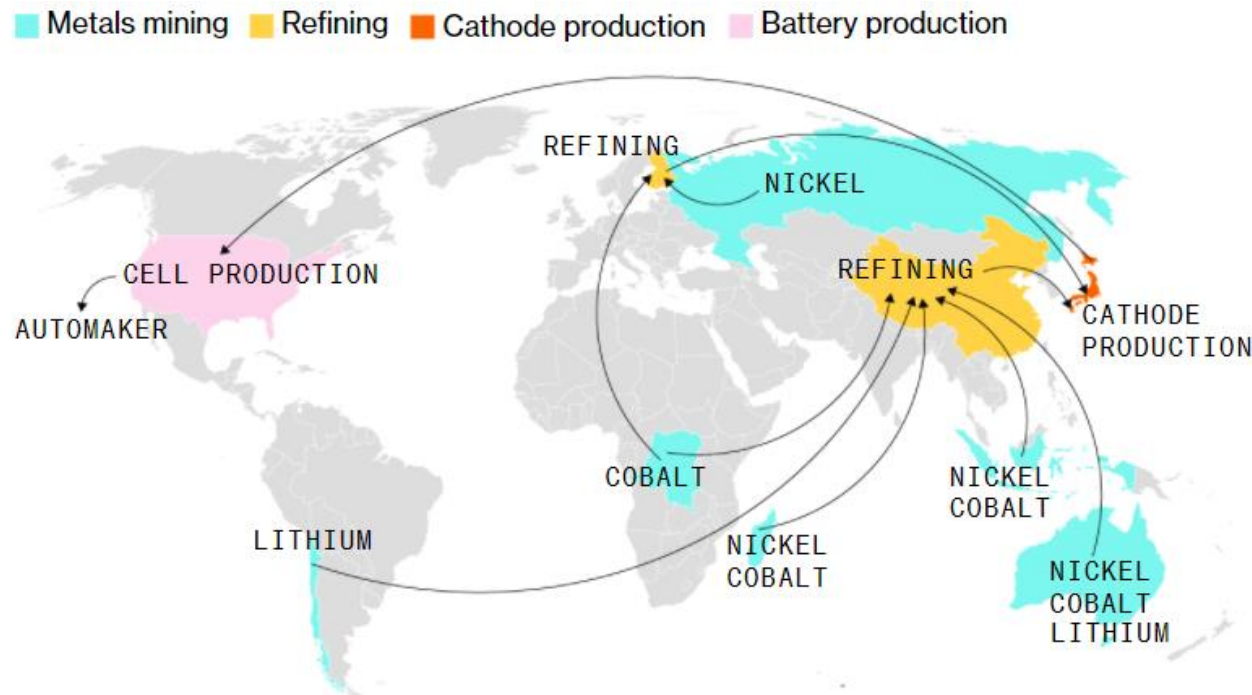 Metals mining Refining Cathode production Battery production
REFINING
NICKEL
CELL PRODUCTION
REFINING
AUTOMAKER
CATHODE
PRODUCTION
COBALT
NICKEL
COBALT
LITHIUM
NICKEL
COBALT
NICKEL
COBALT
LITHIUM